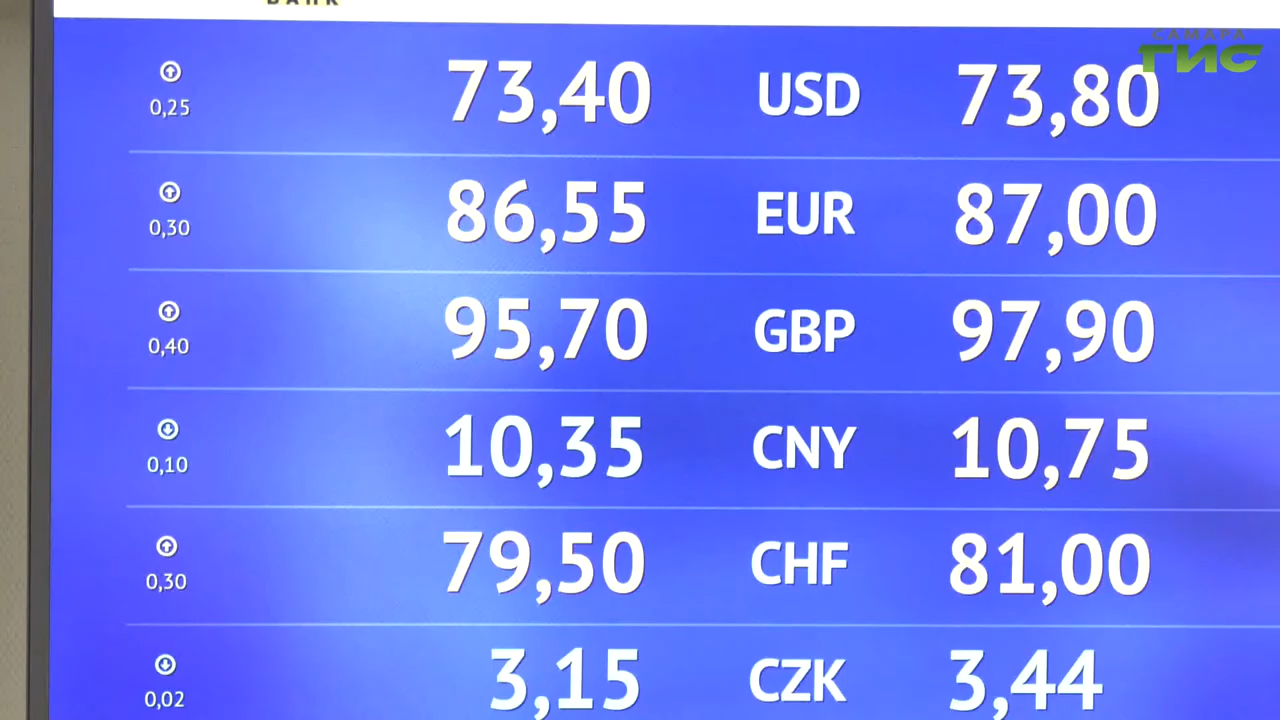 САМАРА
ГИС
0,25 73,40 USD 73,80
0,30 86,55 EUR 87,00
0,40 95,70 GBP 97,90
0,10 10,35 CNY 10,75
0,30 79,50 CHF 81,00
0,02 3,15 CZK 3,44